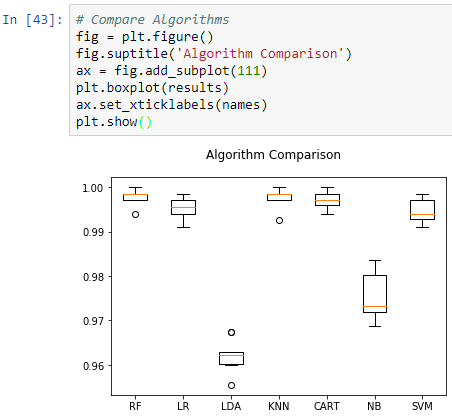 In [43]: # Compare Algorithms
fig = plt.figure()
fig.suptitle('Algorithm Comparison')
ax = fig.add_subplot(111)
plt.boxplot(results)
ax.set_xticklabels(names)
plt.show()
Algorithm Comparison
1.00
0.99
0.98
0.97
0.96
RF LR LDA KNN CART NB SVM